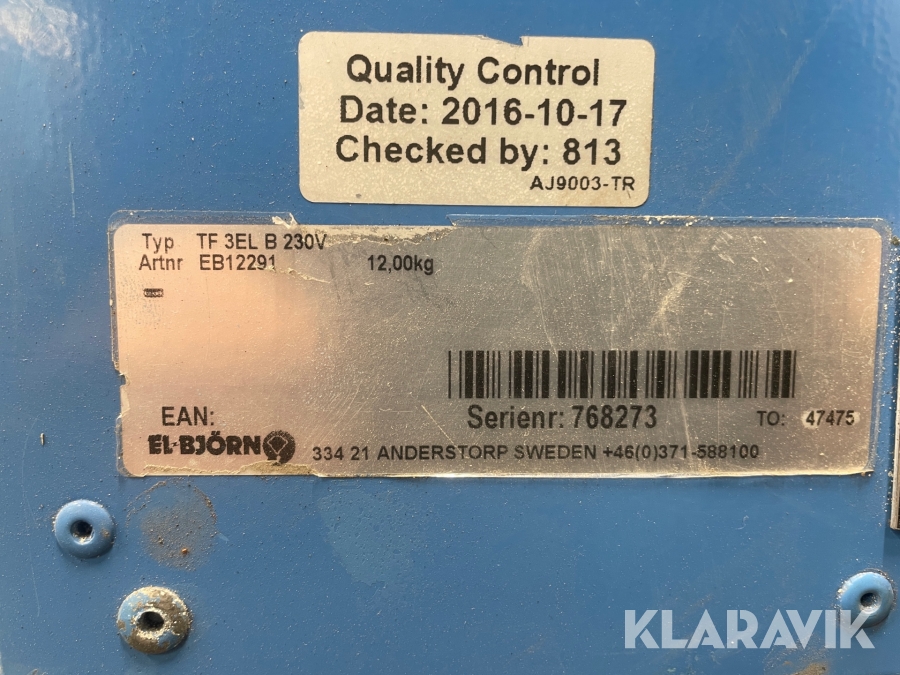 Quality Control
Date: 2016-10-17
Checked by: 813
AJ9003-TR
Typ TF 3EL B 230V
Artnr EB12291 12,00kg
Serienr: 768273 TO: 47475
EAN:
EL-BJÖRN 334 21 ANDERSTORP SWEDEN +46(0)371-588100
KLARAVIK